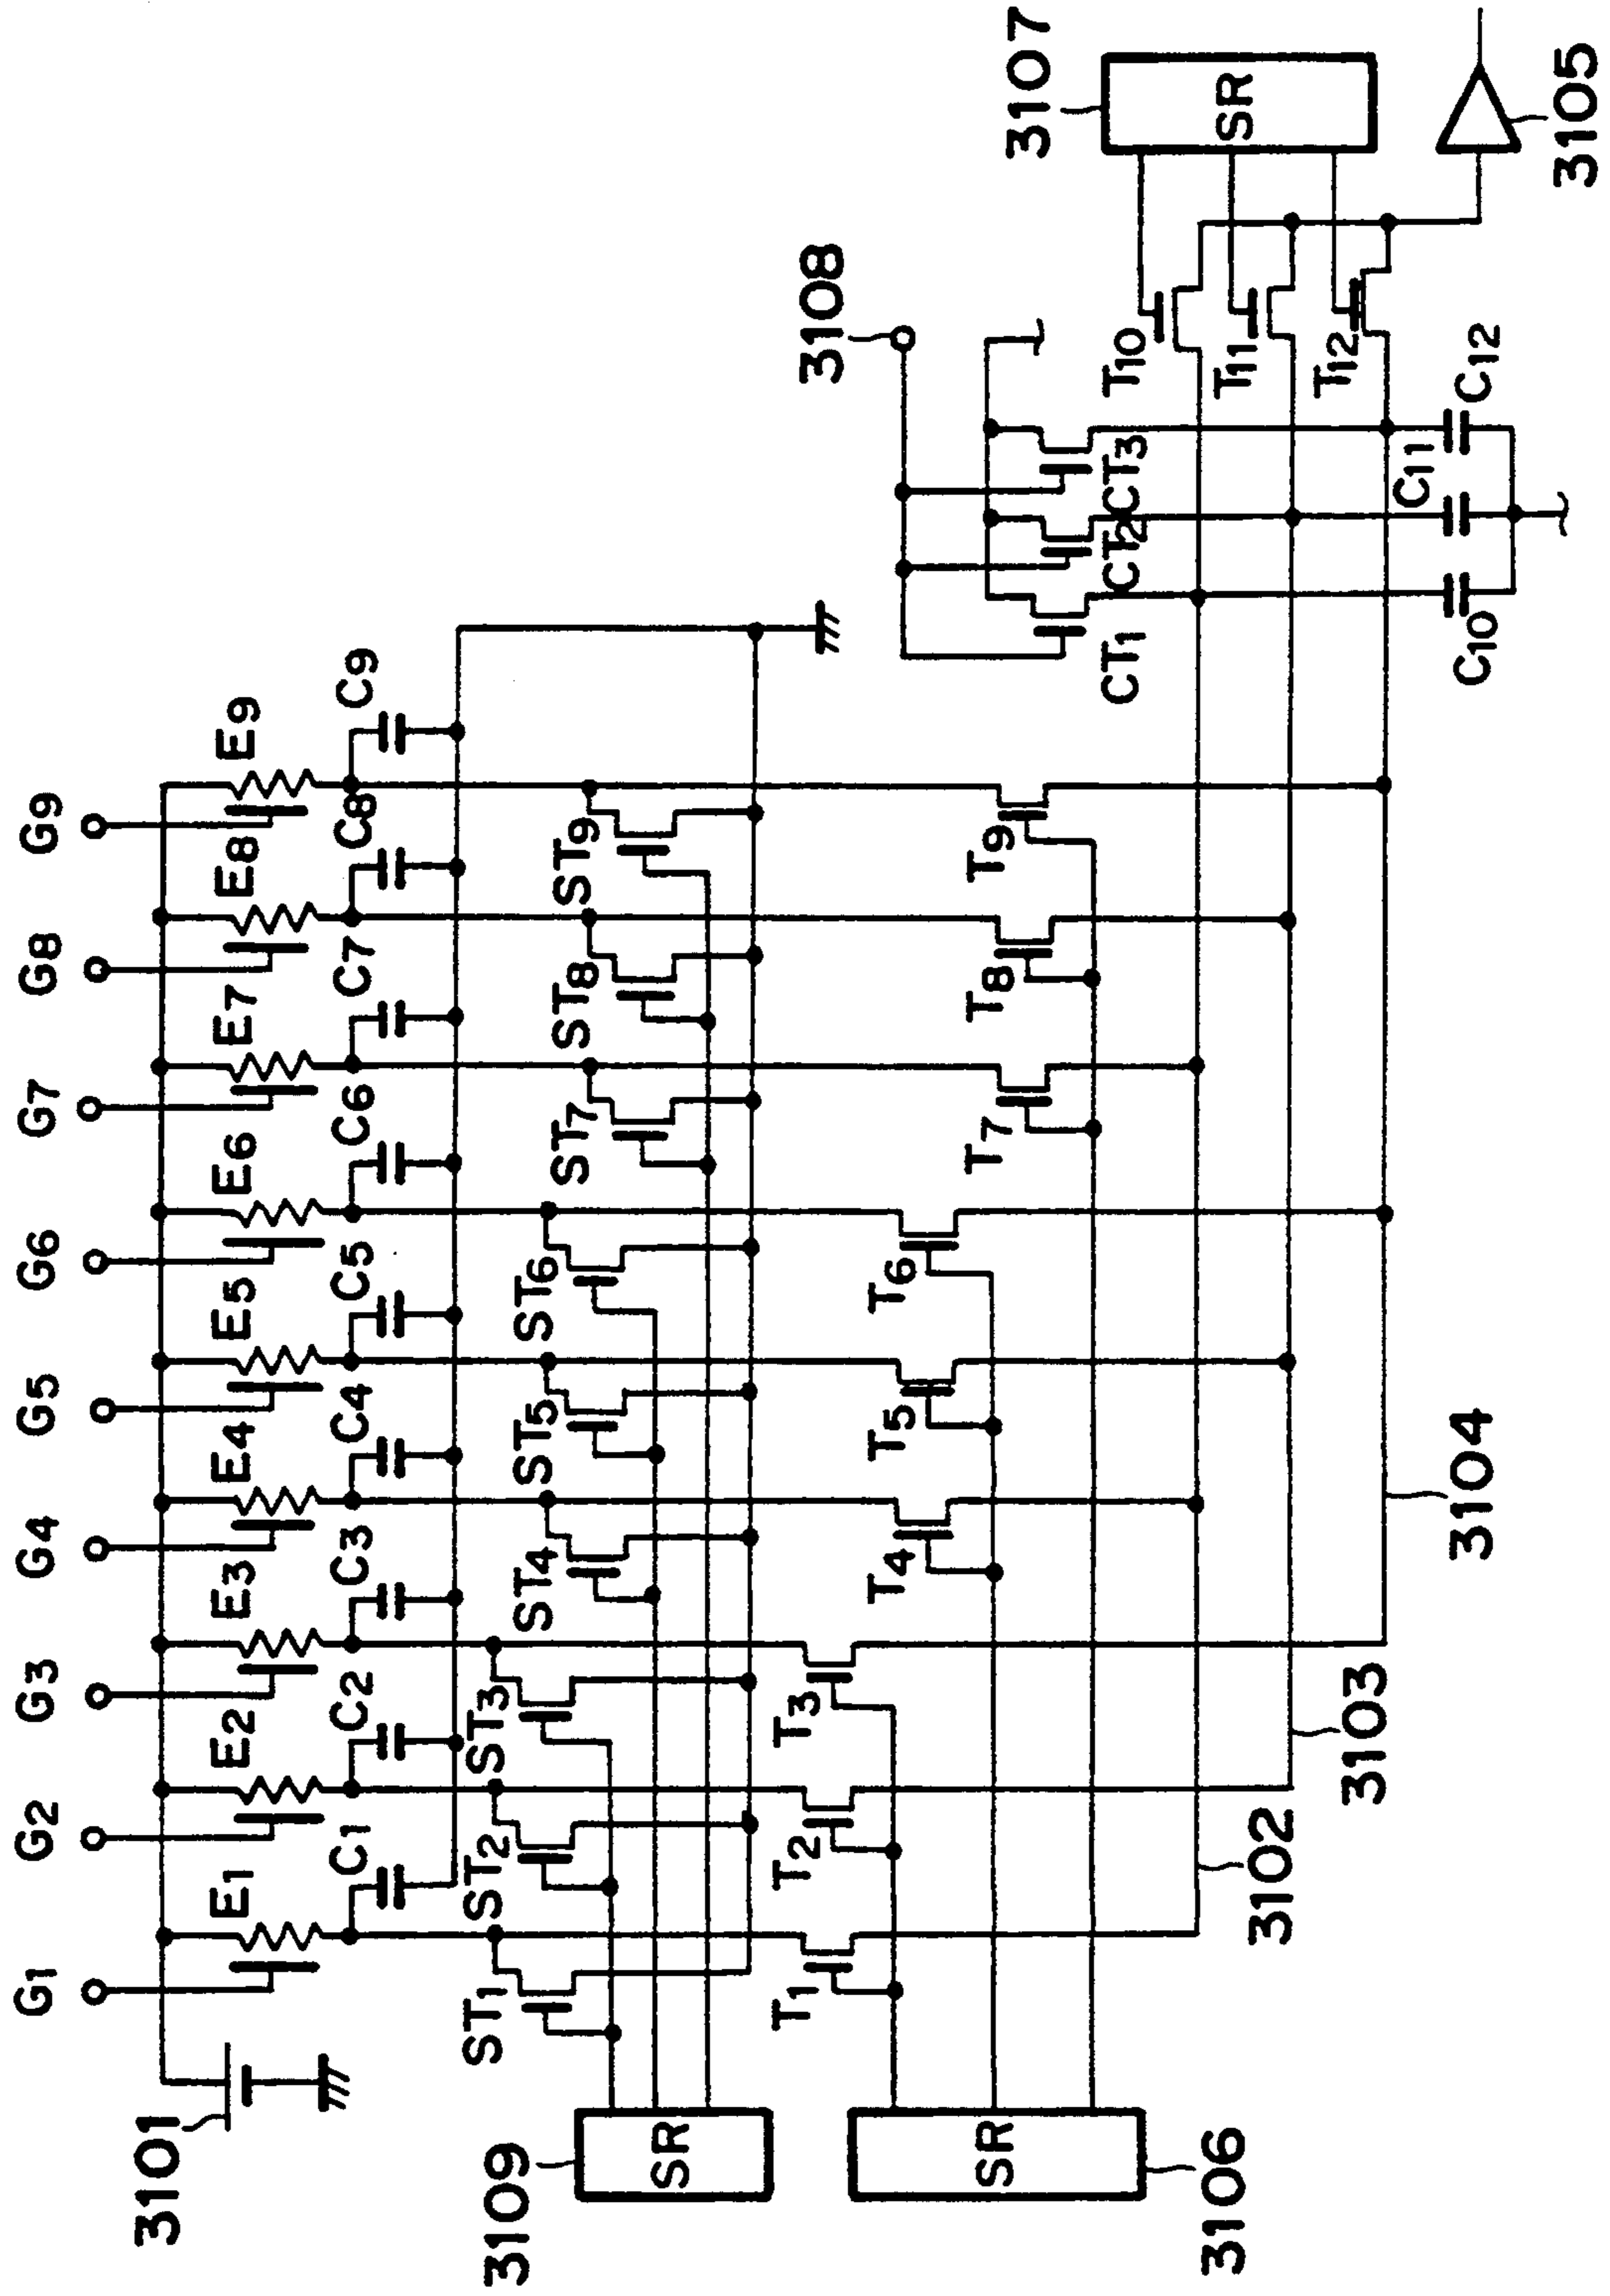 G1 G2 G3 G4 G5 G6 G7 G8 G9
3101
E1 E2 E3 E4 E5 E6 E7 E8 E9
C1 C2 C3 C4 C5 C6 C7 C8 C9
3109
SR
ST1 ST2 ST3 ST4 ST5 ST6 ST7 ST8 ST9
3106
SR
T1 T2 T3 T4 T5 T6 T7 T8 T9
3108
CT1 CT2 CT3
3107
SR
T10
T11
T12
3102
3103
3104
C10 C11 C12
3105